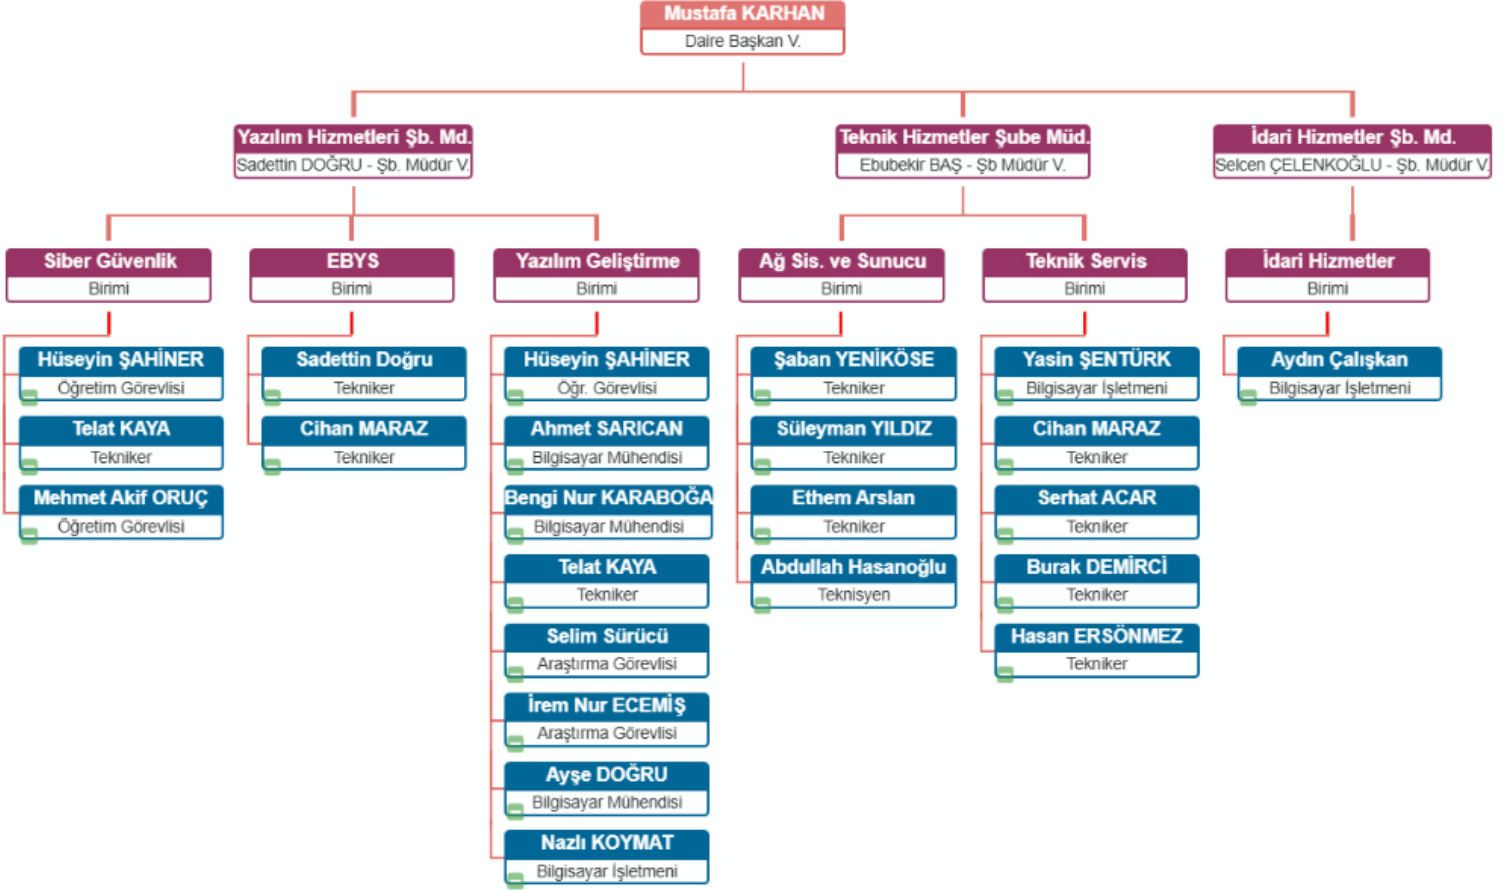 Mustafa KARHAN
Daire Başkan V.
Yazılım Hizmetleri Şb. Md.
Sadettin DOĞRU - Şb. Müdür V.
Teknik Hizmetler Şube Müd.
Ebubekir BAŞ - Şb Müdür V.
İdari Hizmetler Şb. Md.
Selcen ÇELENKOĞLU - Şb. Müdür V.
Siber Güvenlik
Birimi
EBYS
Birimi
Yazılım Geliştirme
Birimi
Ağ Sis. ve Sunucu
Birimi
Teknik Servis
Birimi
İdari Hizmetler
Birimi
Hüseyin ŞAHİNER
Öğretim Görevlisi
Telat KAYA
Tekniker
Mehmet Akif ORUÇ
Öğretim Görevlisi
Sadettin Doğru
Tekniker
Cihan MARAZ
Tekniker
Hüseyin ŞAHİNER
Öğr. Görevlisi
Ahmet SARICAN
Bilgisayar Mühendisi
Bengi Nur KARABOĞA
Bilgisayar Mühendisi
Telat KAYA
Tekniker
Selim Sürücü
Araştırma Görevlisi
İrem Nur ECEMİŞ
Araştırma Görevlisi
Ayşe DOĞRU
Bilgisayar Mühendisi
Nazlı KOYMAT
Bilgisayar İşletmeni
Şaban YENİKÖSE
Tekniker
Süleyman YILDIZ
Tekniker
Ethem Arslan
Tekniker
Abdullah Hasanoğlu
Teknisyen
Yasin ŞENTÜRK
Bilgisayar İşletmeni
Cihan MARAZ
Tekniker
Serhat ACAR
Tekniker
Burak DEMİRCİ
Tekniker
Hasan ERSÖNMEZ
Tekniker
Aydın Çalışkan
Bilgisayar İşletmeni